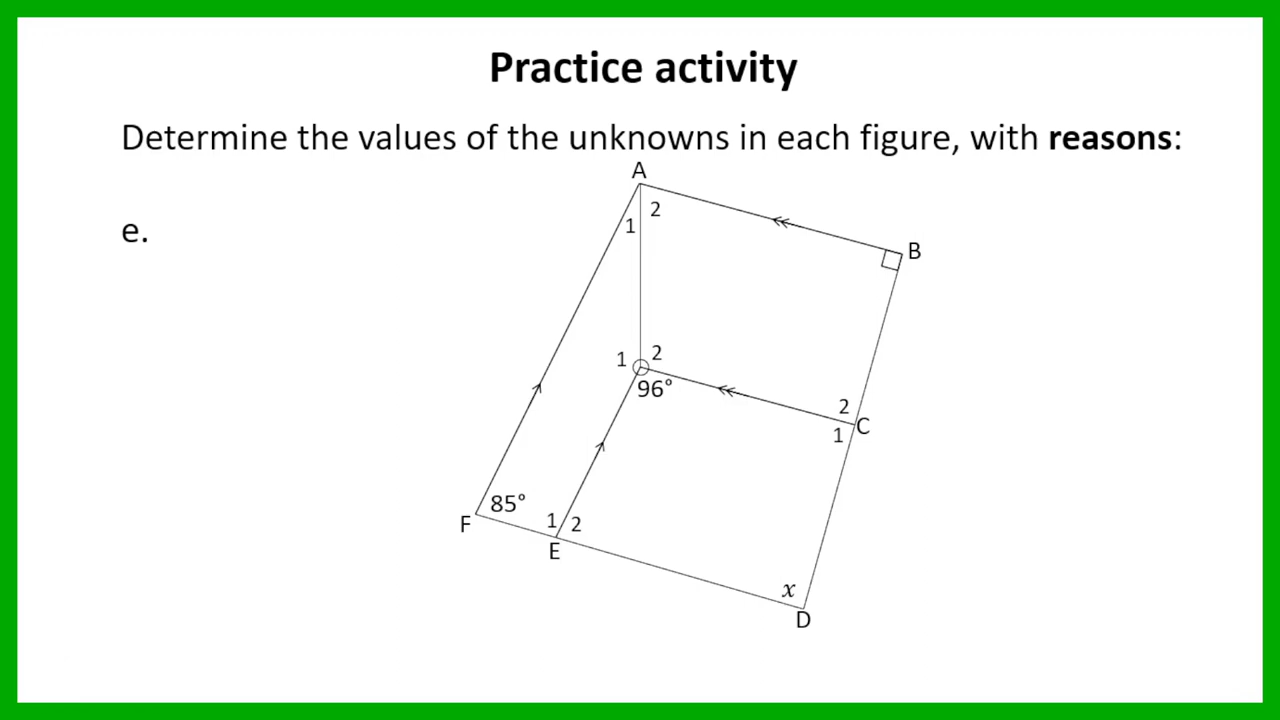 Practice activity
Determine the values of the unknowns in each figure, with reasons:
A
e.
2
1
B
1 2
96°
2
1 C
85°
F
1 2
E
x
D